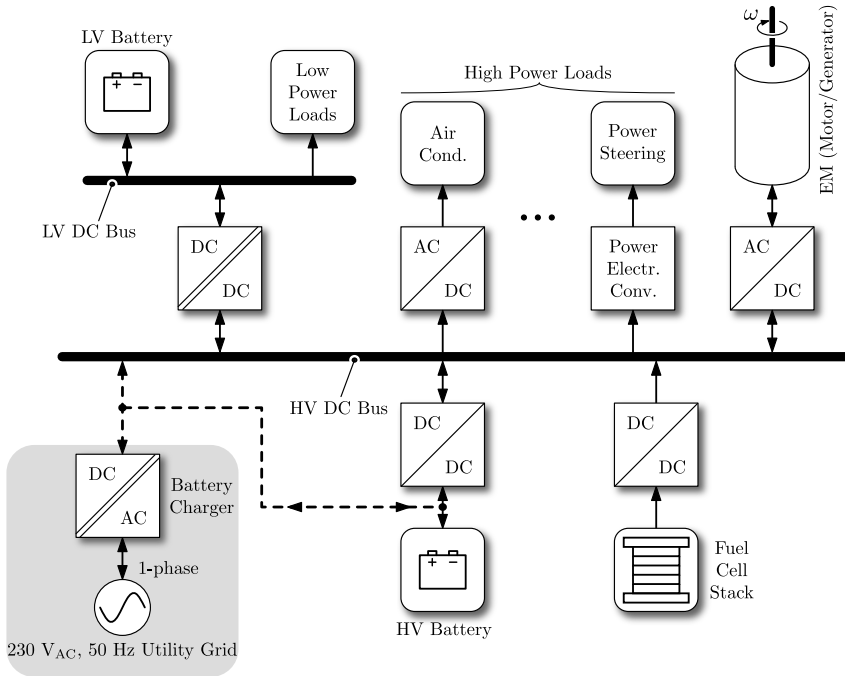 LV Battery
+ −
Low
Power
Loads
High Power Loads
Air
Cond.
Power
Steering
ω
EM (Motor/Generator)
LV DC Bus
DC
DC
AC
DC
...
Power
Electr.
Conv.
AC
DC
HV DC Bus
DC
AC
Battery
Charger
1-phase
230 V_AC, 50 Hz Utility Grid
DC
DC
+ −
HV Battery
DC
DC
Fuel
Cell
Stack